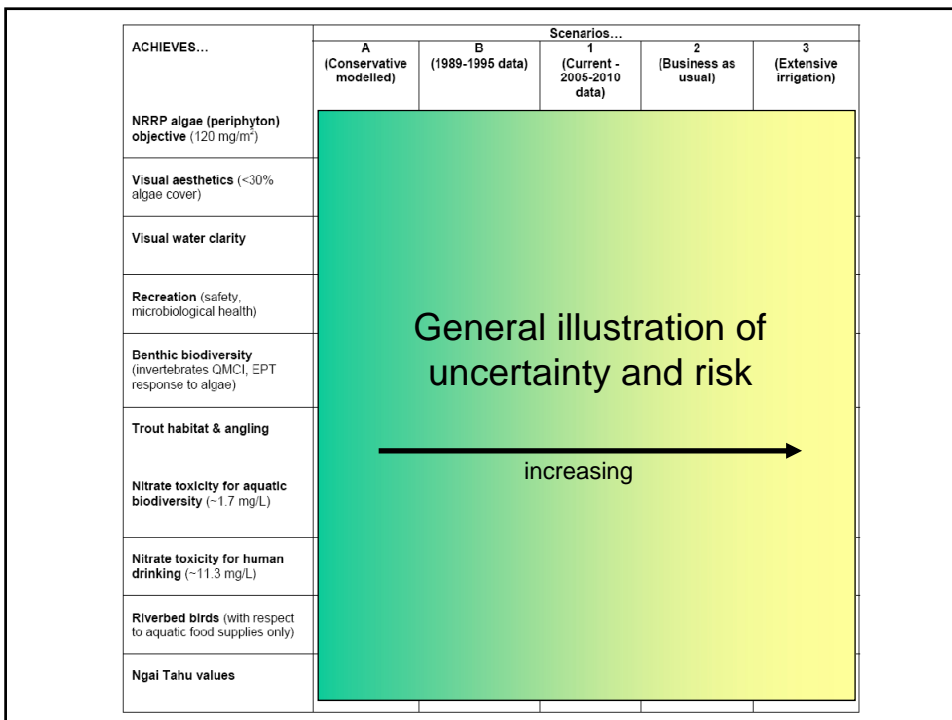 ACHIEVES...
Scenarios...
A
(Conservative
modelled)
B
(1989-1995 data)
1
(Current -
2005-2010
data)
2
(Business as
usual)
3
(Extensive
irrigation)
NRRP algae (periphyton)
objective (120 mg/m²)
Visual aesthetics (<30%
algae cover)
Visual water clarity
Recreation (safety,
microbiological health)
Benthic biodiversity
(invertebrates QMCI, EPT
response to algae)
Trout habitat & angling
Nitrate toxicity for aquatic
biodiversity (~1.7 mg/L)
Nitrate toxicity for human
drinking (~11.3 mg/L)
Riverbed birds (with respect
to aquatic food supplies only)
Ngai Tahu values
General illustration of
uncertainty and risk
increasing